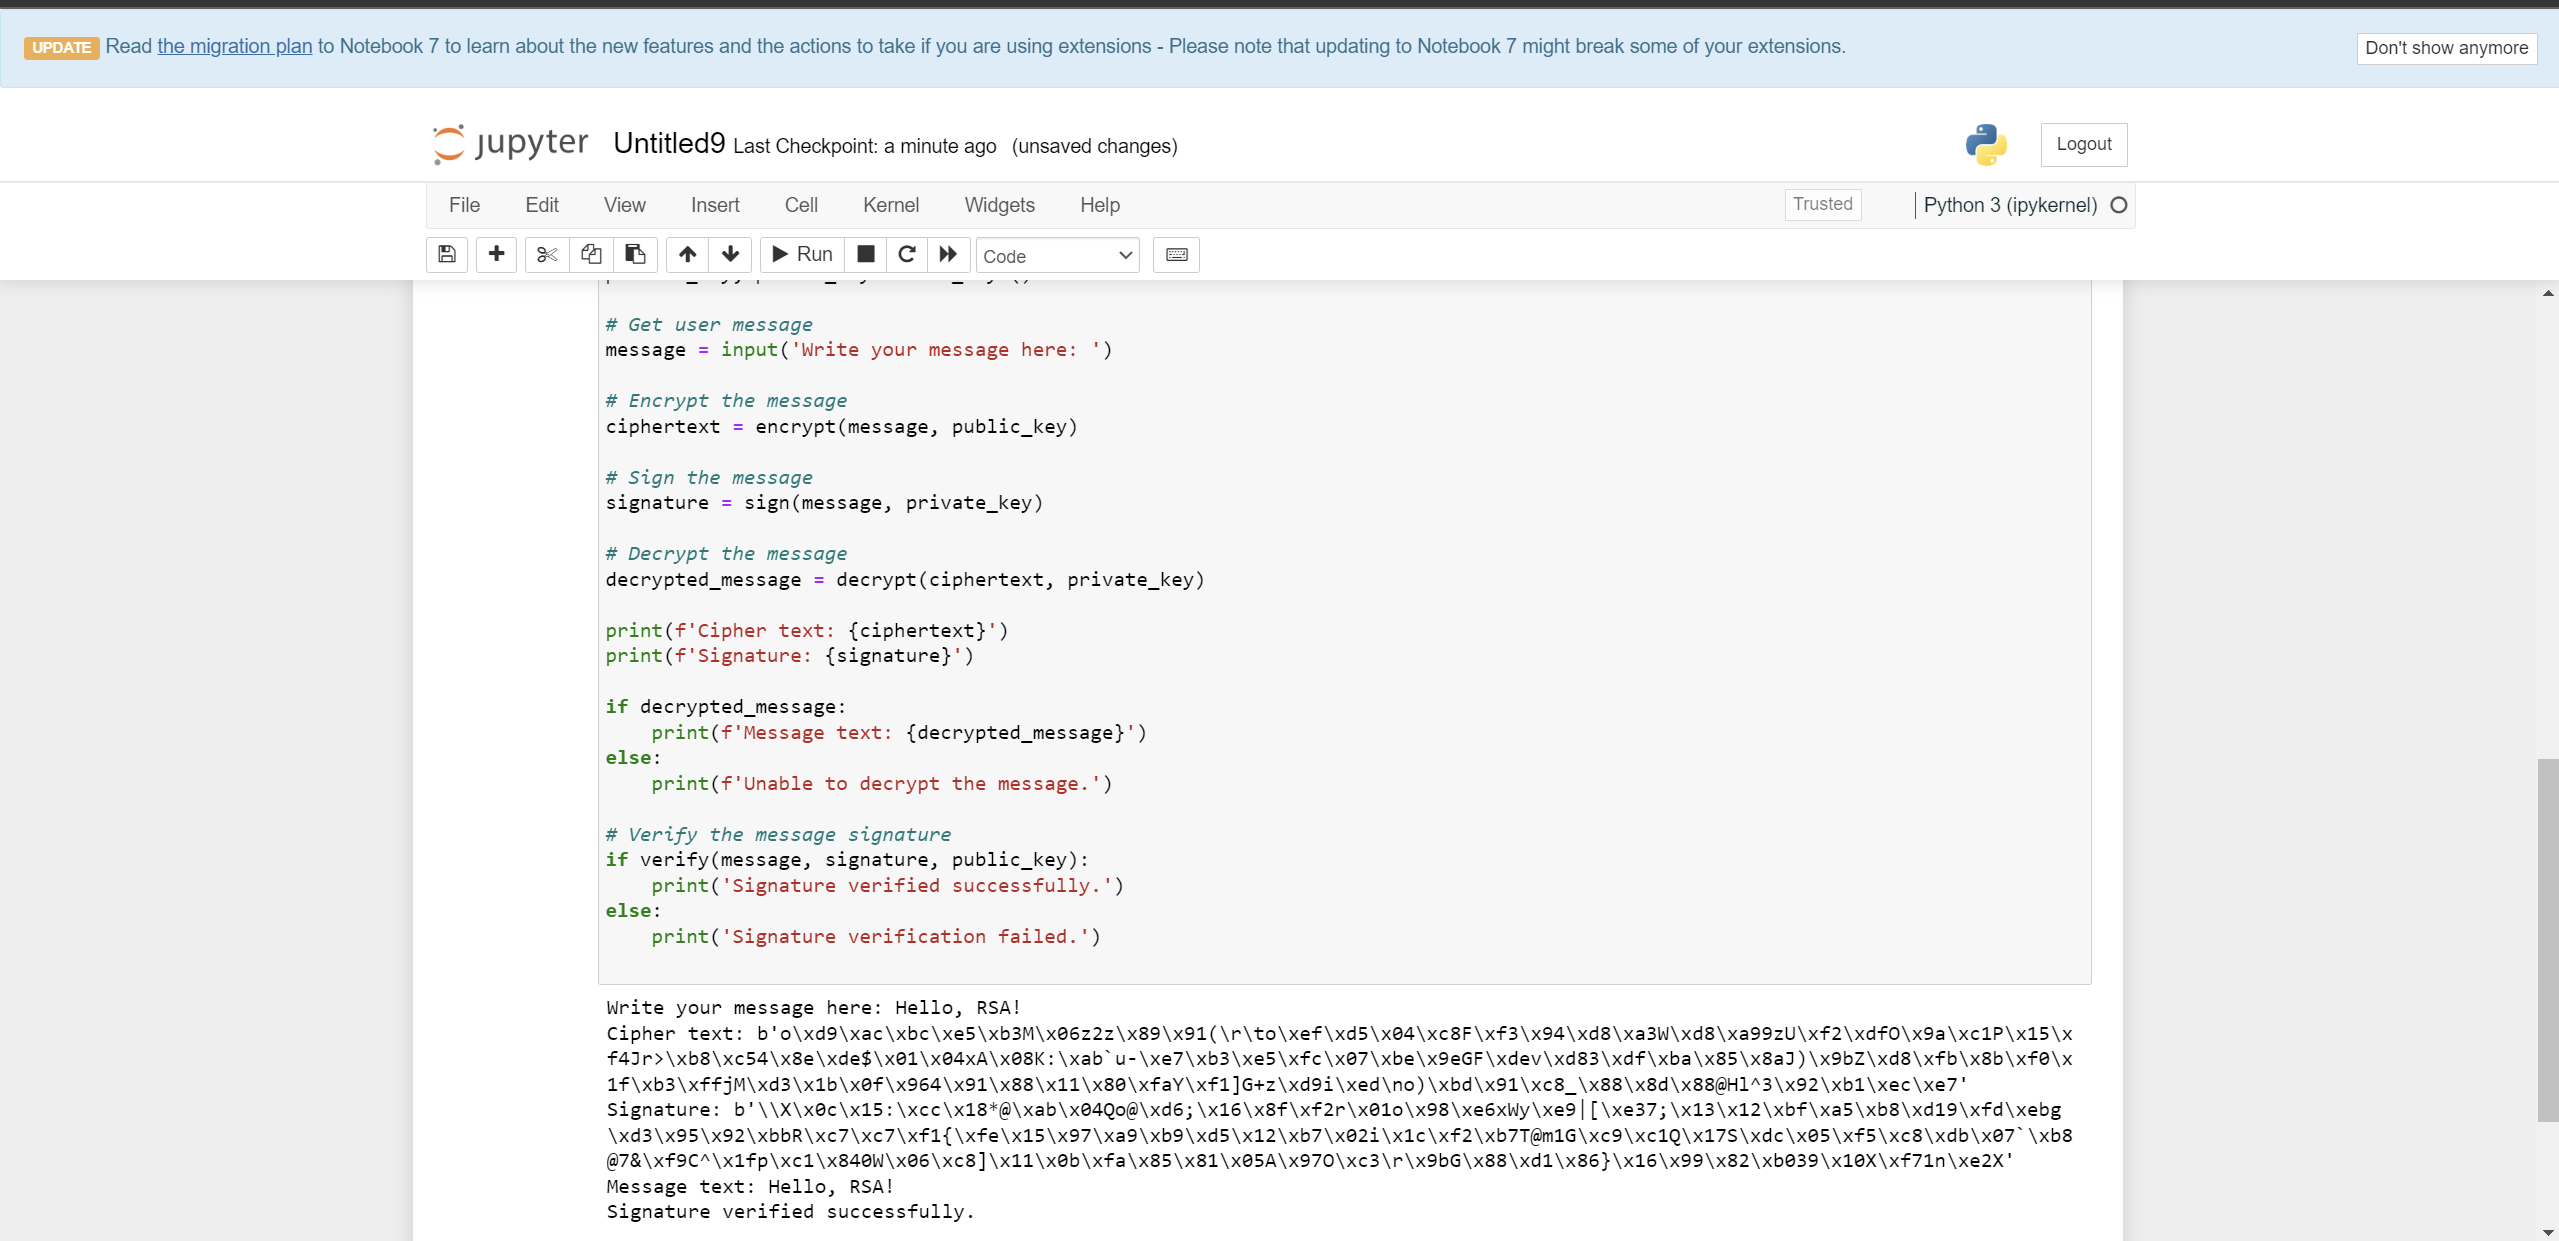 UPDATE Read the migration plan to Notebook 7 to learn about the new features and the actions to take if you are using extensions - Please note that updating to Notebook 7 might break some of your extensions.
Don't show anymore
jupyter Untitled9 Last Checkpoint: a minute ago (unsaved changes)
Logout
File Edit View Insert Cell Kernel Widgets Help
Trusted
Python 3 (ipykernel)
Run
Code
# Get user message
message = input('Write your message here: ')
# Encrypt the message
ciphertext = encrypt(message, public_key)
# Sign the message
signature = sign(message, private_key)
# Decrypt the message
decrypted_message = decrypt(ciphertext, private_key)
print(f'Cipher text: {ciphertext}')
print(f'Signature: {signature}')
if decrypted_message:
    print(f'Message text: {decrypted_message}')
else:
    print(f'Unable to decrypt the message.')
# Verify the message signature
if verify(message, signature, public_key):
    print('Signature verified successfully.')
else:
    print('Signature verification failed.')
Write your message here: Hello, RSA!
Cipher text: b'o\xd9\xac\xbc\xe5\xb3M\x06z2z\x89\x91(\r\to\xef\xd5\x04\xc8F\xf3\x94\xd8\xa3W\xd8\xa99zU\xf2\xdfO\x9a\xc1P\x15\x
f4Jr>\xb8\xc54\x8e\xde$\x01\x04xA\x08K:\xab`u-\xe7\xb3\xe5\xfc\x07\xbe\x9eGF\xdev\xd83\xdf\xba\x85\x8aJ)\x9bZ\xd8\xfb\x8b\xf0\x
1f\xb3\xffjM\xd3\x1b\x0f\x964\x91\x88\x11\x80\xfaY\xf1]G+z\xd9i\xed\no)\xbd\x91\xc8_\x88\x8d\x88@Hl^3\x92\xb1\xec\xe7'
Signature: b'\\X\x0c\x15:\xcc\x18*@\xab\x04Qo@\xd6;\x16\x8f\xf2r\x01o\x98\xe6xWy\xe9|[\xe37;\x13\x12\xbf\xa5\xb8\xd19\xfd\xebg
\xd3\x95\x92\xbbR\xc7\xc7\xf1{\xfe\x15\x97\xa9\xb9\xd5\x12\xb7\x02i\x1c\xf2\xb7T@m1G\xc9\xc1Q\x17S\xdc\x05\xf5\xc8\xdb\x07`\xb8
@7&\xf9C^\x1fp\xc1\x840W\x06\xc8]\x11\x0b\xfa\x85\x81\x05A\x97O\xc3\r\x9bG\x88\xd1\x86}\x16\x99\x82\xb039\x10X\xf71n\xe2X'
Message text: Hello, RSA!
Signature verified successfully.